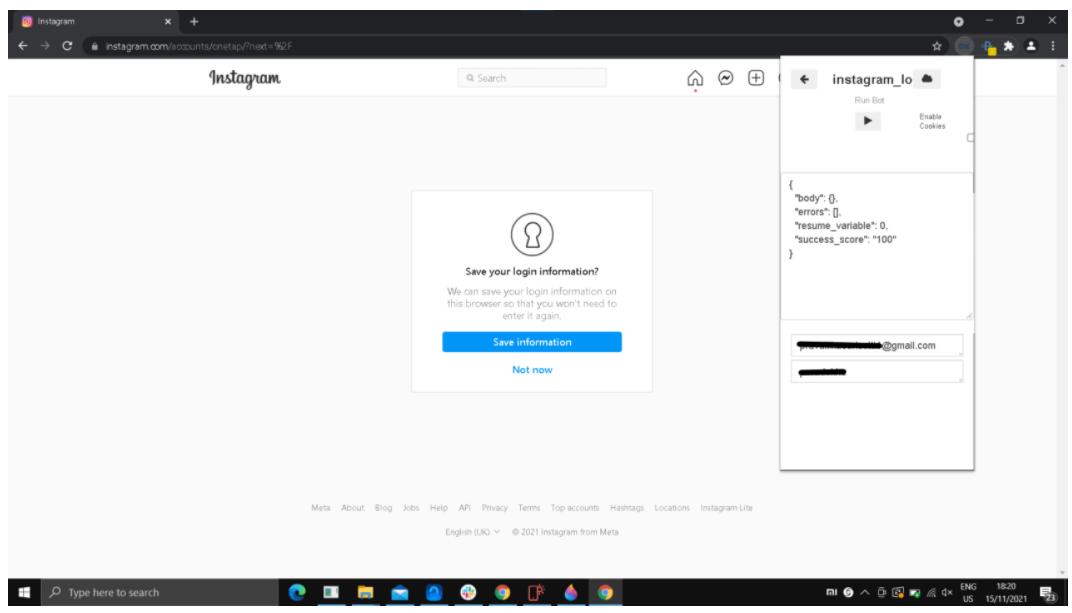 Instagram
instagram.com/accounts/onetap/?next=%2F
Instagram
Search
instagram_lo
Run Bot
Enable
Cookies
{
"body": {},
"errors": [],
"resume_variable": 0,
"success_score": "100"
}
Save your login information?
We can save your login information on
this browser so that you won't need to
enter it again.
Save information
Not now
@gmail.com
Meta About Blog Jobs Help API Privacy Terms Top accounts Hashtags Locations Instagram Lite
English (UK) © 2021 Instagram from Meta
Type here to search
ENG
US
18:20
15/11/2021
23